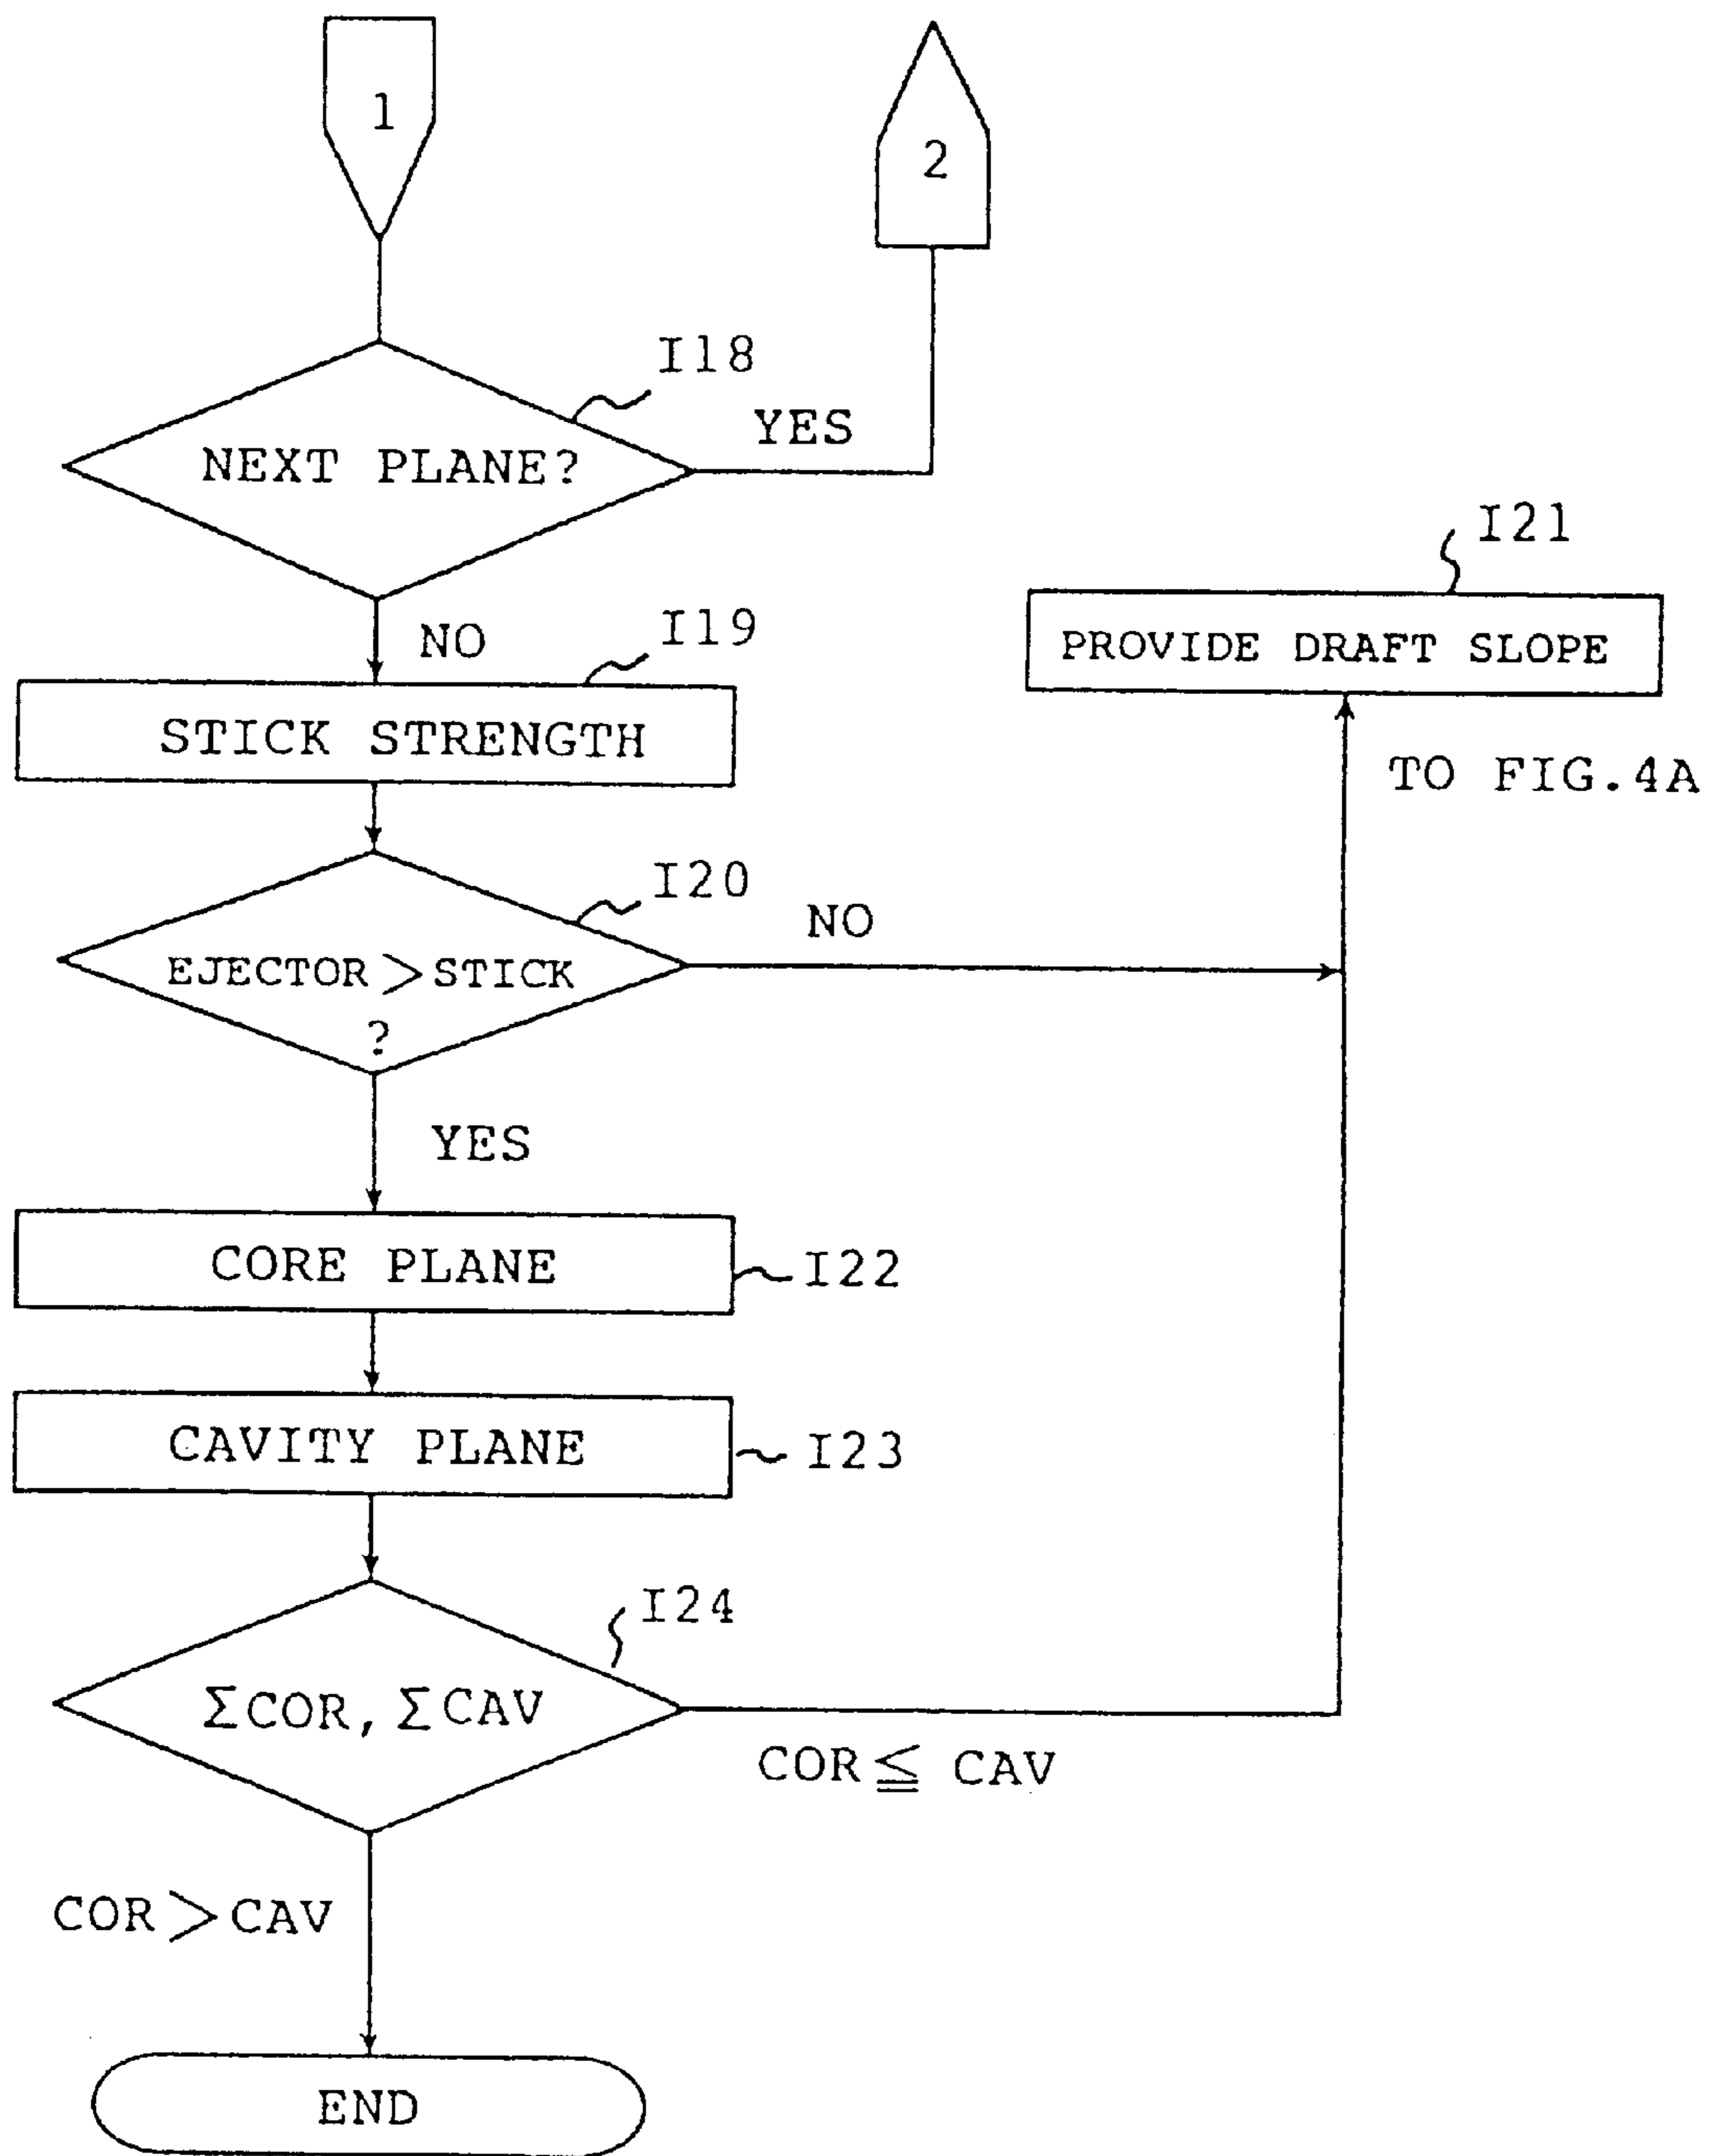 1
2
I18
YES
NEXT PLANE?
I21
NO
I19
PROVIDE DRAFT SLOPE
STICK STRENGTH
TO FIG.4A
I20
NO
EJECTOR>STICK
?
YES
CORE PLANE
I22
CAVITY PLANE
I23
I24
ΣCOR, ΣCAV
COR≦ CAV
COR>CAV
END